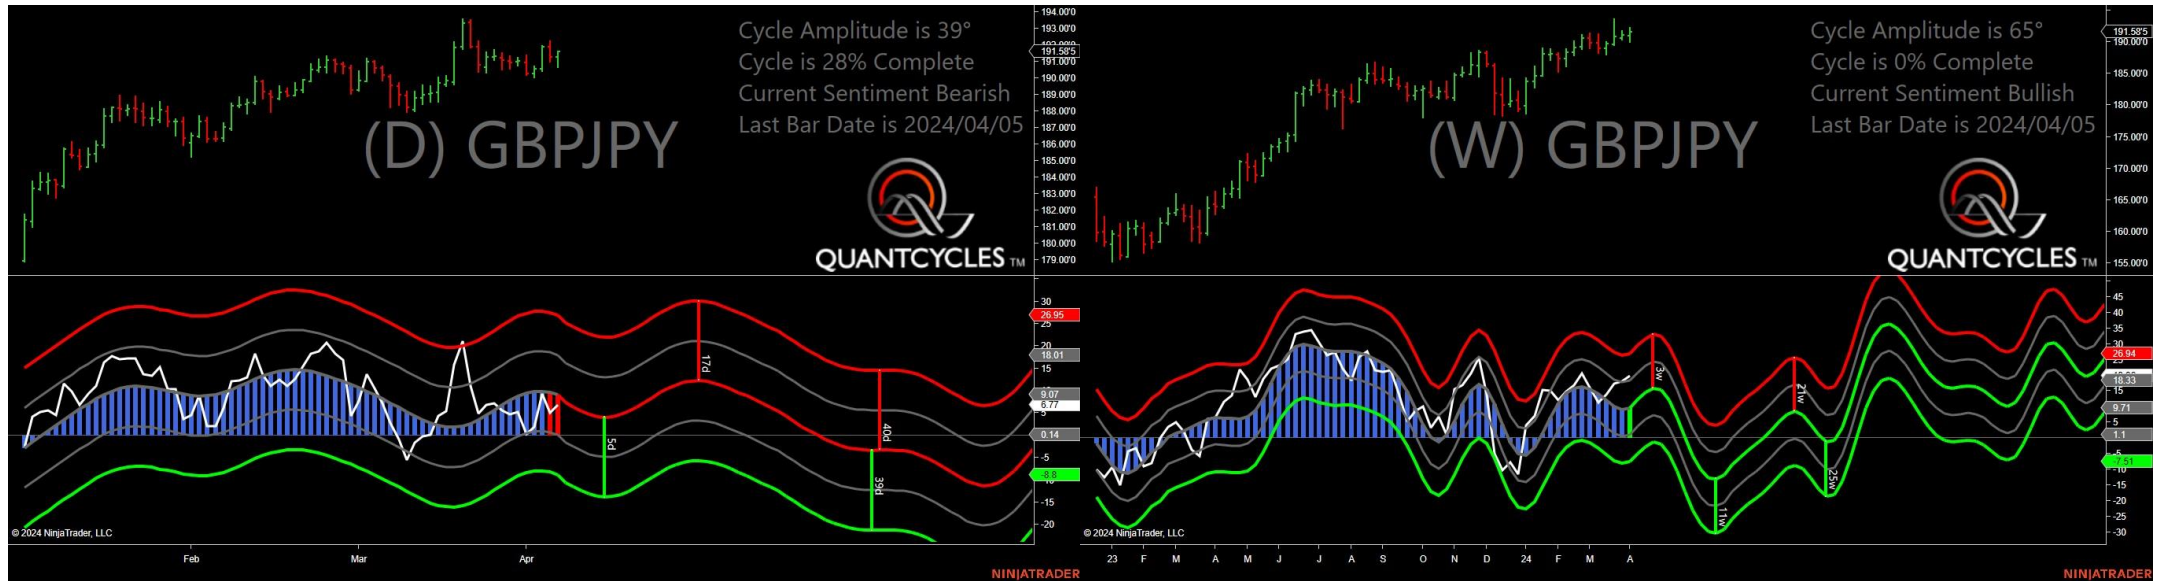 Cycle Amplitude is 39°
Cycle is 28% Complete
Current Sentiment Bearish
Last Bar Date is 2024/04/05
(D) GBPJPY
QUANTCYCLES TM
194.00'0
193.00'0
191.58'5
191.00'0
190.00'0
189.00'0
188.00'0
187.00'0
186.00'0
185.00'0
184.00'0
183.00'0
182.00'0
181.00'0
180.00'0
179.00'0
30
26.95
25
20
18.01
15
9.07
6.77
5
0.14
-5
-8.8
-15
-20
17d
5d
40d
39d
© 2024 NinjaTrader, LLC
Feb
Mar
Apr
NINJATRADER
Cycle Amplitude is 65°
Cycle is 0% Complete
Current Sentiment Bullish
Last Bar Date is 2024/04/05
(W) GBPJPY
QUANTCYCLES TM
191.58'5
190.00'0
185.00'0
180.00'0
175.00'0
170.00'0
165.00'0
160.00'0
155.00'0
45
40
35
30
26.94
25
18.33
15
9.71
5
1.1
-5
-7.51
-10
-15
-20
-25
-30
3w
21w
11w
25w
© 2024 NinjaTrader, LLC
23
F
M
A
M
J
J
A
S
O
N
D
24
F
M
A
NINJATRADER